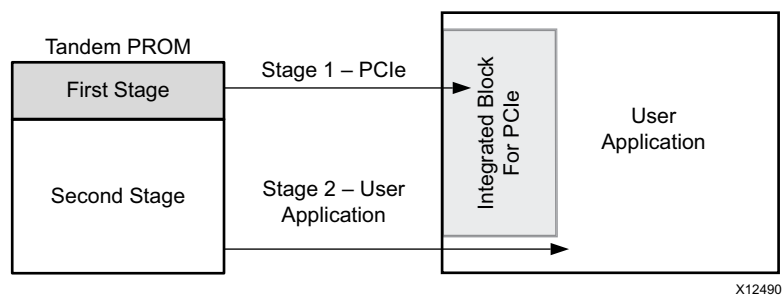 Tandem PROM
First Stage
Second Stage
Stage 1 – PCIe
Stage 2 – User
Application
Integrated Block
For PCIe
User
Application
X12490